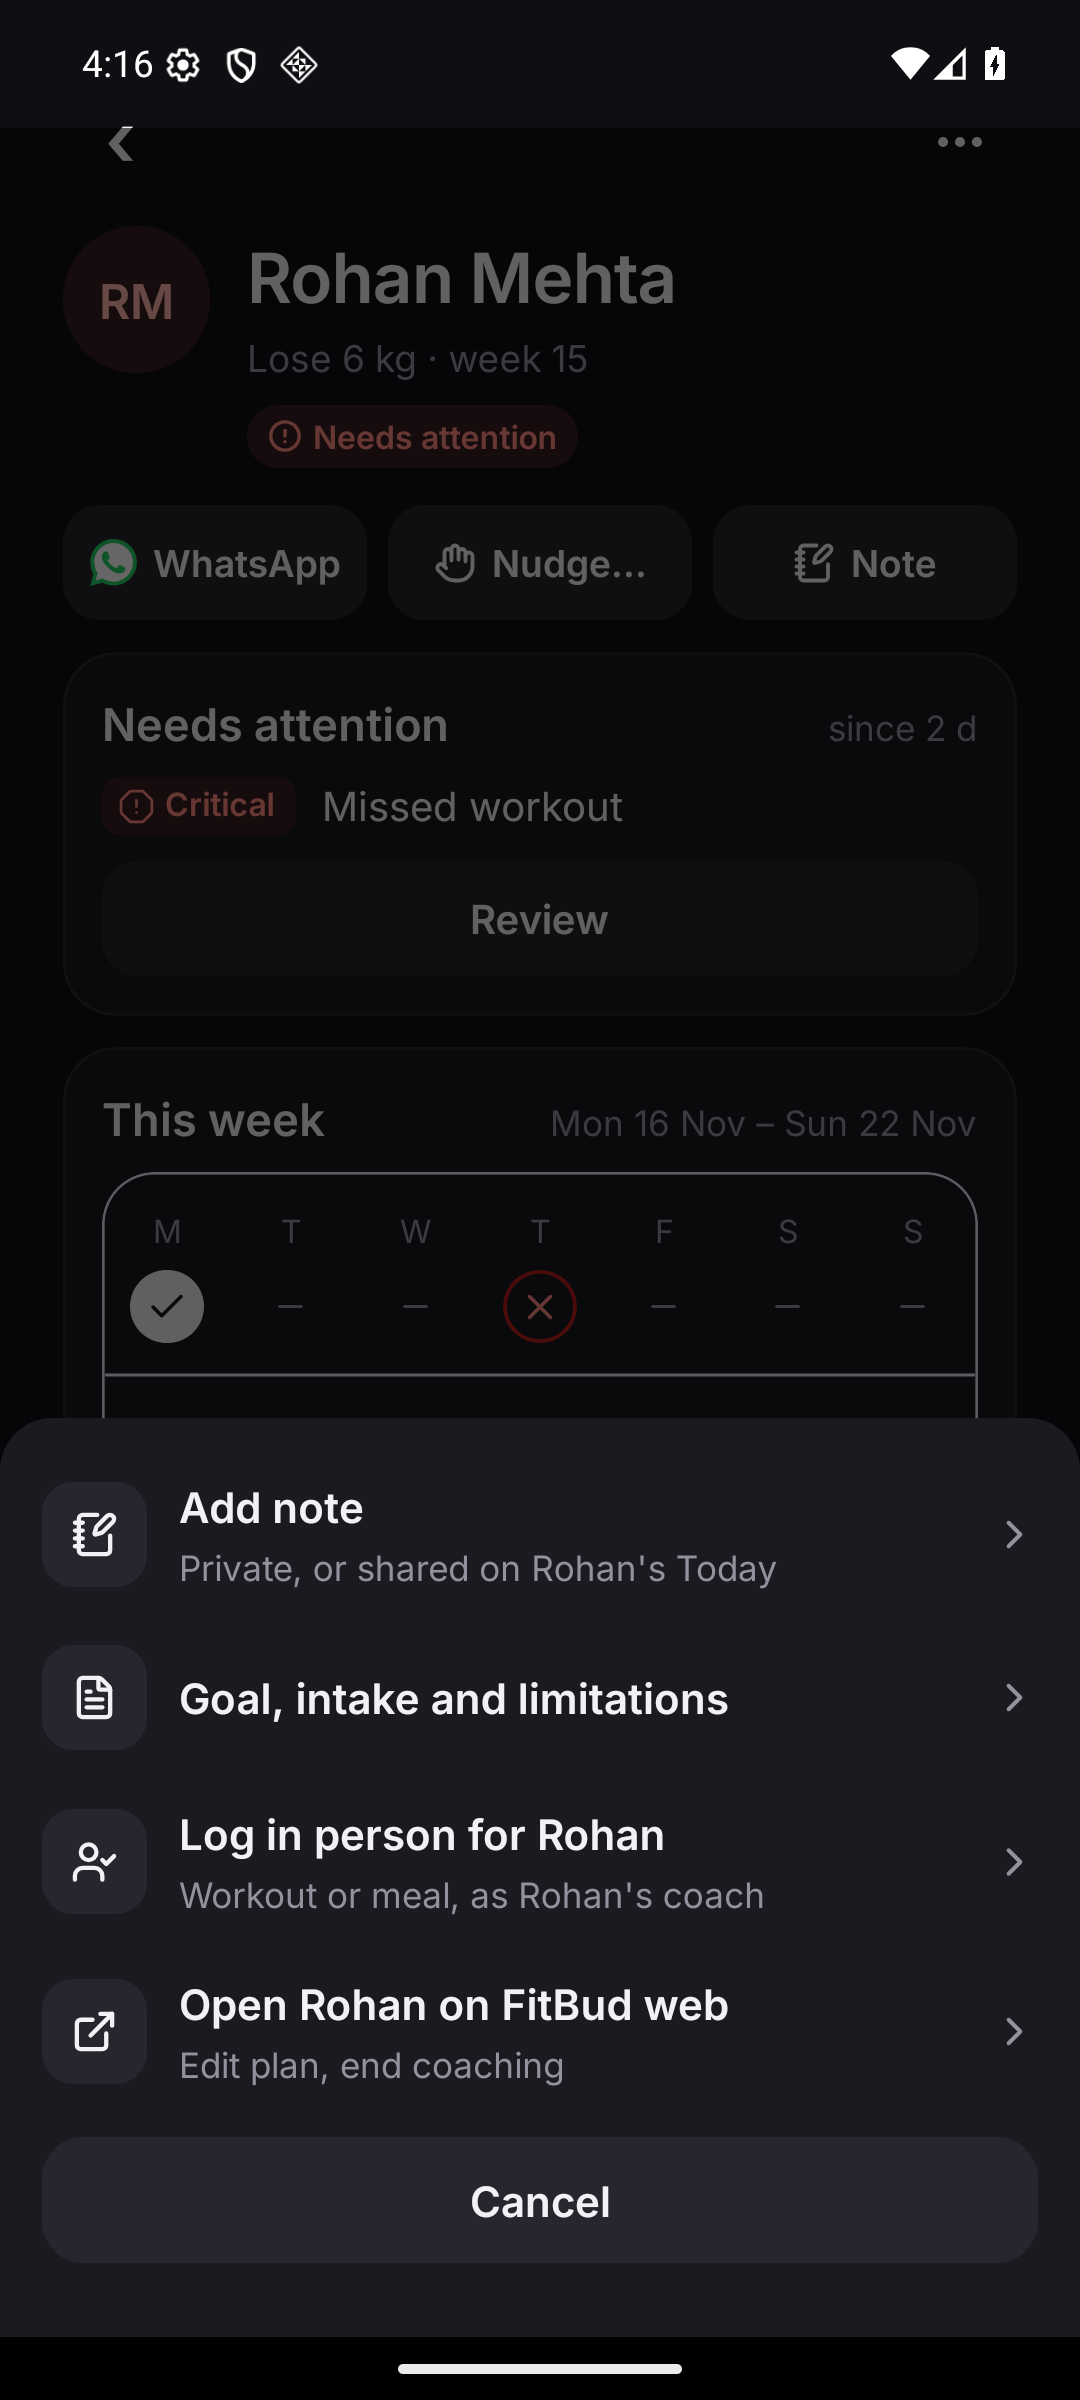 4:16
RM
Rohan Mehta
Lose 6 kg · week 15
Needs attention
WhatsApp
Nudge...
Note
Needs attention
since 2 d
Critical
Missed workout
Review
This week
Mon 16 Nov – Sun 22 Nov
M T W T F S S
Add note
Private, or shared on Rohan's Today
Goal, intake and limitations
Log in person for Rohan
Workout or meal, as Rohan's coach
Open Rohan on FitBud web
Edit plan, end coaching
Cancel